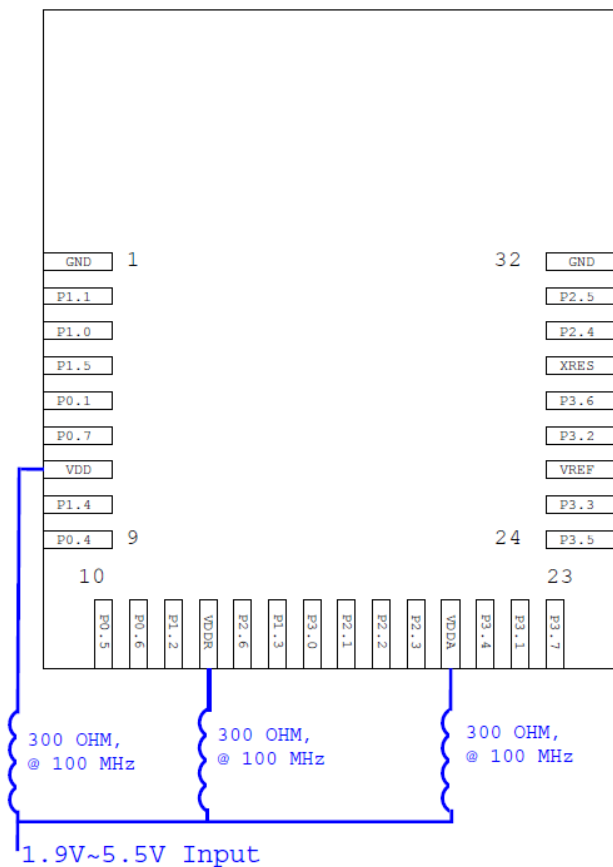 GND 1
P1.1
P1.0
P1.5
P0.1
P0.7
VDD
P1.4
P0.4 9
32 GND
P2.5
P2.4
XRES
P3.6
P3.2
VREF
P3.3
24 P3.5
10
23
P0.5
P0.6
P1.2
VDDR
P2.6
P1.3
P3.0
P2.1
P2.2
P2.3
VDDA
P3.4
P3.1
P3.7
300 OHM,
@ 100 MHz
300 OHM,
@ 100 MHz
300 OHM,
@ 100 MHz
1.9V~5.5V Input